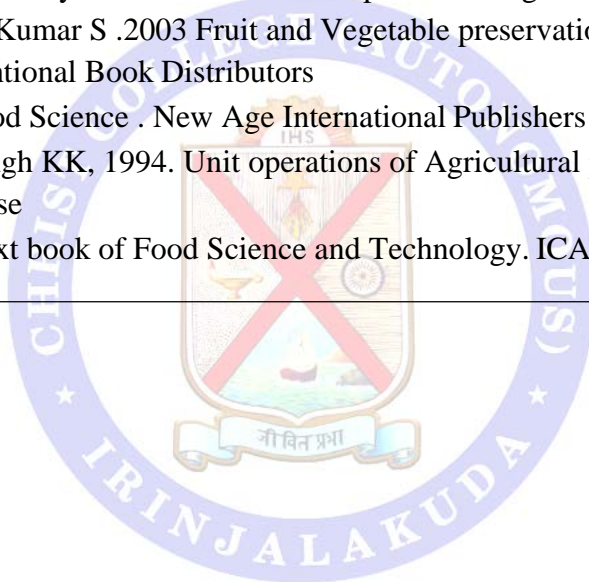 Kumar S .2003 Fruit and Vegetable preservatio
ntional Book Distributors
od Science . New Age International Publishers
gh KK, 1994. Unit operations of Agricultural
se
xt book of Food Science and Technology. ICA
CHRIST COLLEGE (AUTONOMOUS)
IHS
जीवित प्रभा
IRINJALAKUDA